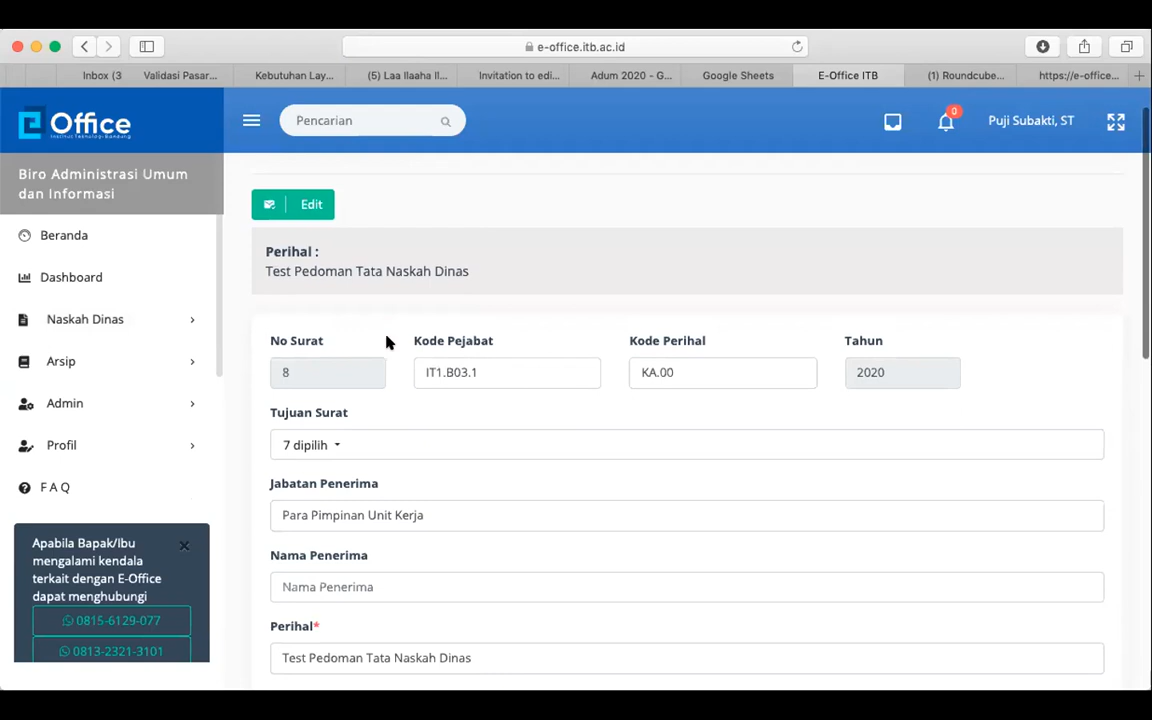 e-office.itb.ac.id
Inbox (3
Validasi Pasar...
Kebutuhan Lay...
(5) Laa Ilaaha Il...
Invitation to edi...
Adum 2020 - G...
Google Sheets
E-Office ITB
(1) Roundcube...
https://e-office...
Office
Institut Teknologi Bandung
Pencarian
0
Puji Subakti, ST
Biro Administrasi Umum
dan Informasi
Beranda
Dashboard
Naskah Dinas
Arsip
Admin
Profil
F A Q
Apabila Bapak/Ibu
mengalami kendala
terkait dengan E-Office
dapat menghubungi
0815-6129-077
0813-2321-3101
Edit
Perihal :
Test Pedoman Tata Naskah Dinas
No Surat
Kode Pejabat
Kode Perihal
Tahun
8
IT1.B03.1
KA.00
2020
Tujuan Surat
7 dipilih
Jabatan Penerima
Para Pimpinan Unit Kerja
Nama Penerima
Nama Penerima
Perihal*
Test Pedoman Tata Naskah Dinas